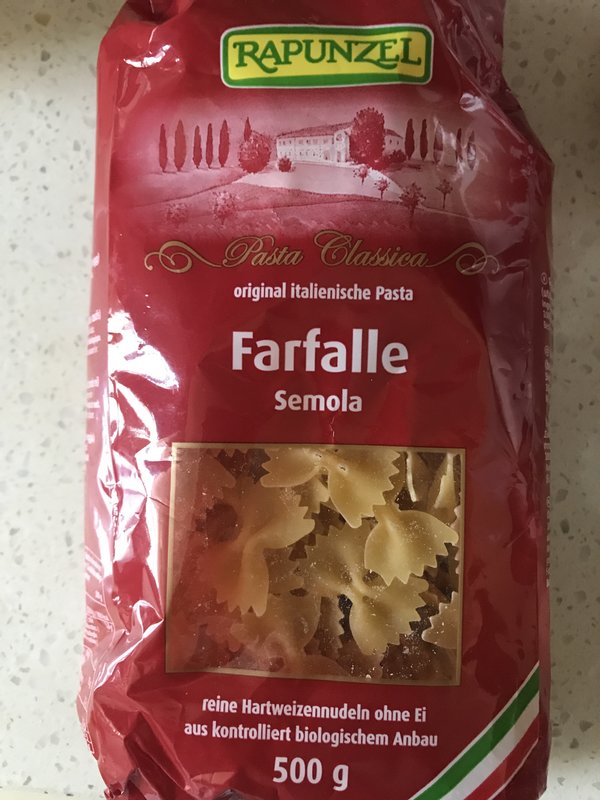 RAPUNZEL
Pasta Classica
original italienische Pasta
Farfalle
Semola
reine Hartweizennudeln ohne Ei
aus kontrolliert biologischem Anbau
500 g